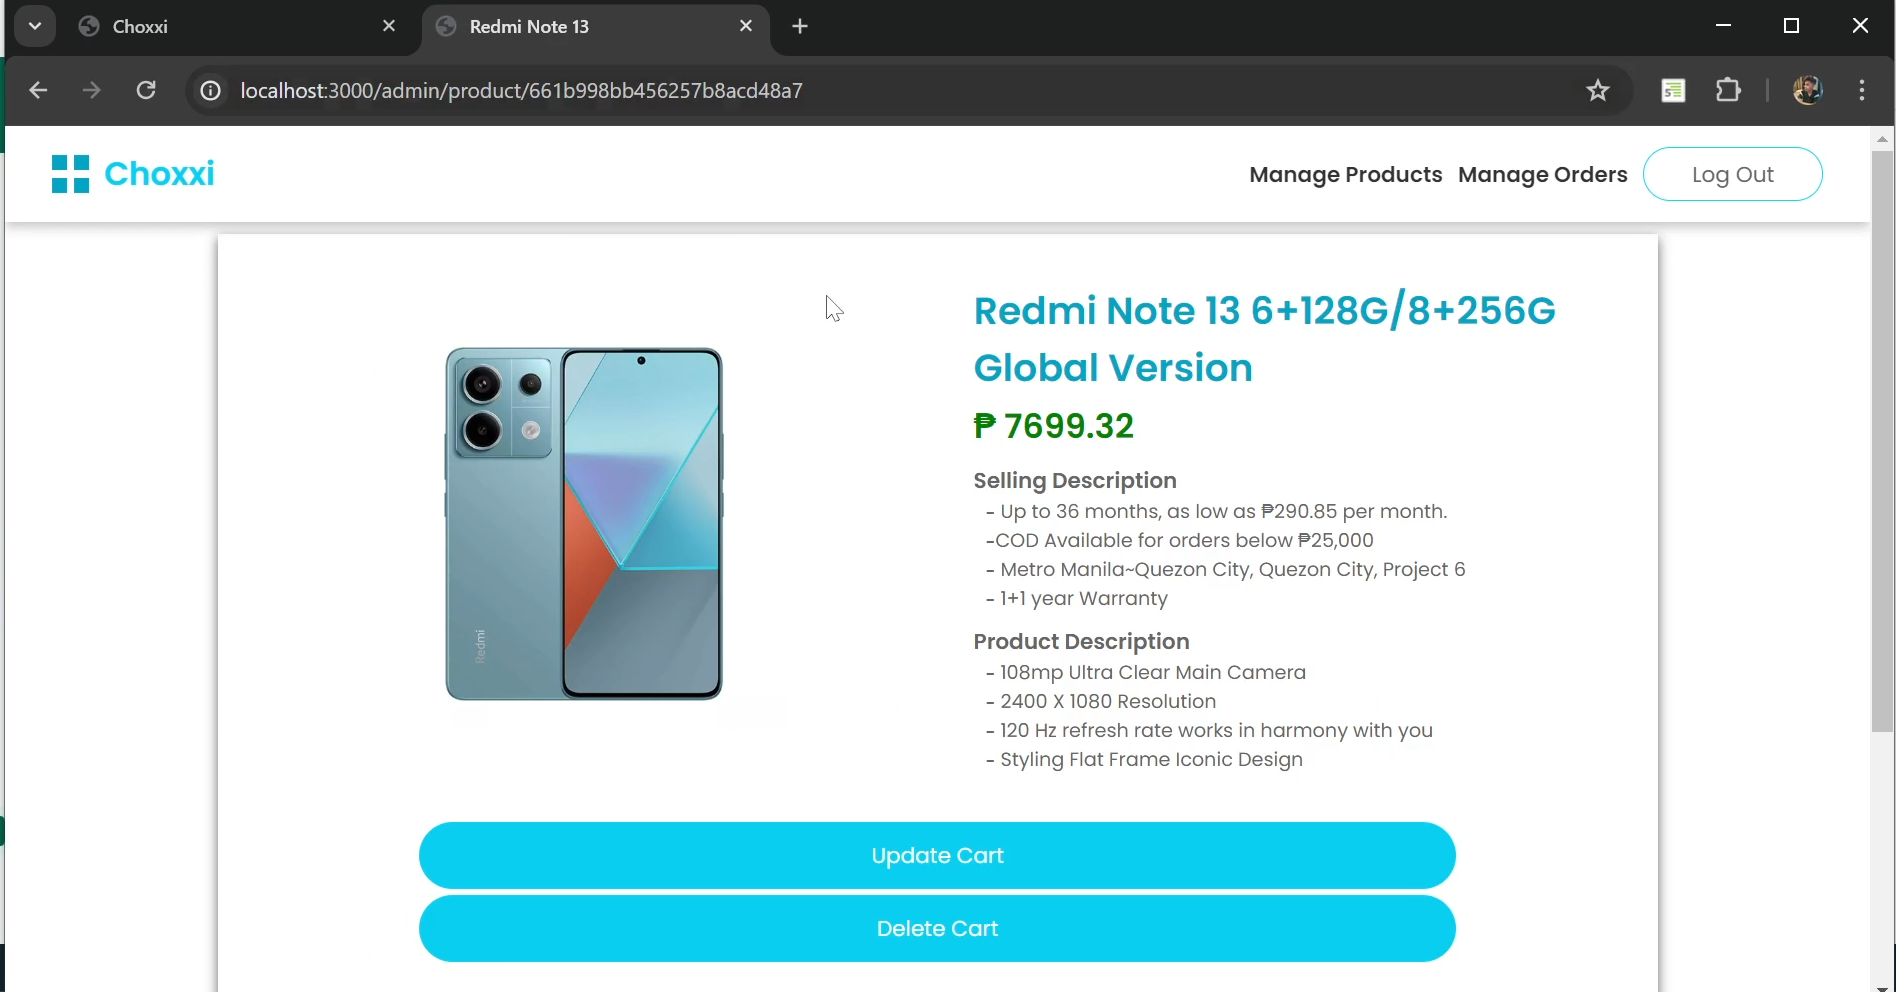 Choxxi
Redmi Note 13
localhost:3000/admin/product/661b998bb456257b8acd48a7
Choxxi
Manage Products
Manage Orders
Log Out
Redmi Note 13 6+128G/8+256G
Global Version
₱ 7699.32
Selling Description
- Up to 36 months, as low as ₱290.85 per month.
-COD Available for orders below ₱25,000
- Metro Manila~Quezon City, Quezon City, Project 6
- 1+1 year Warranty
Product Description
- 108mp Ultra Clear Main Camera
- 2400 X 1080 Resolution
- 120 Hz refresh rate works in harmony with you
- Styling Flat Frame Iconic Design
Redmi
Update Cart
Delete Cart